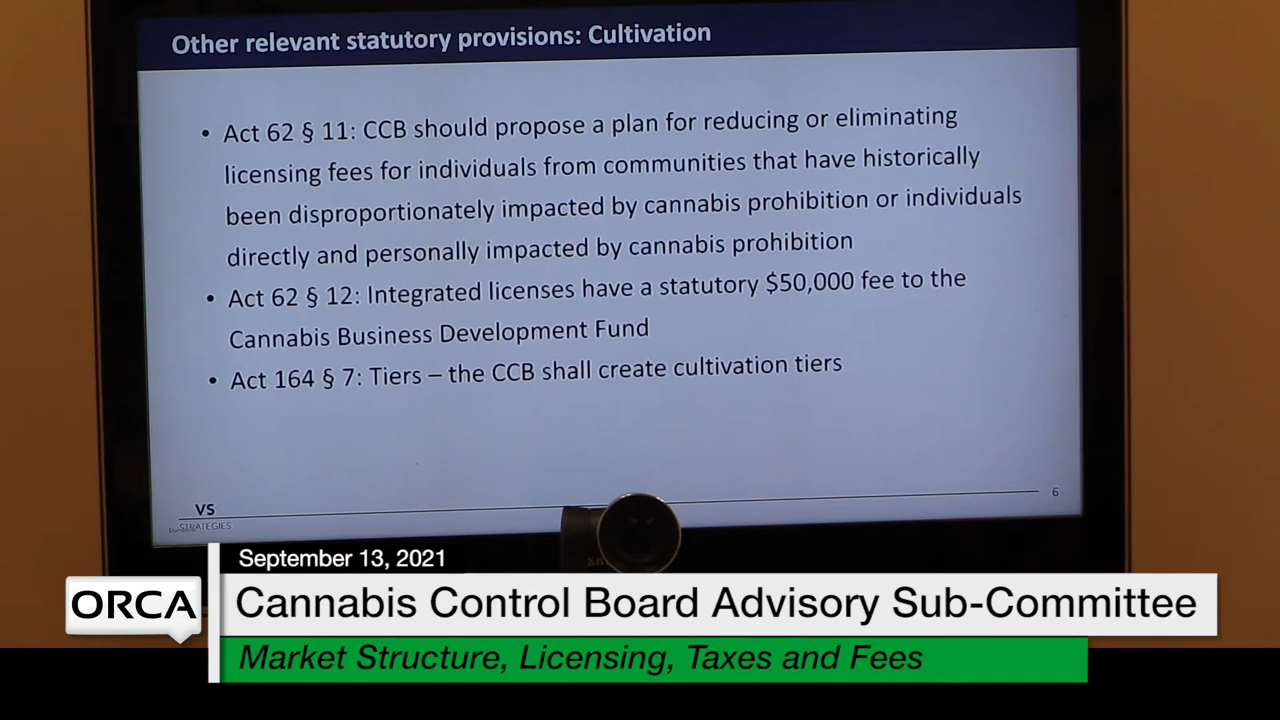 Other relevant statutory provisions: Cultivation
• Act 62 § 11: CCB should propose a plan for reducing or eliminating
licensing fees for individuals from communities that have historically
been disproportionately impacted by cannabis prohibition or individuals
directly and personally impacted by cannabis prohibition
• Act 62 § 12: Integrated licenses have a statutory $50,000 fee to the
Cannabis Business Development Fund
• Act 164 § 7: Tiers – the CCB shall create cultivation tiers
VS
STRATEGIES
6
September 13, 2021
ORCA
Cannabis Control Board Advisory Sub-Committee
Market Structure, Licensing, Taxes and Fees